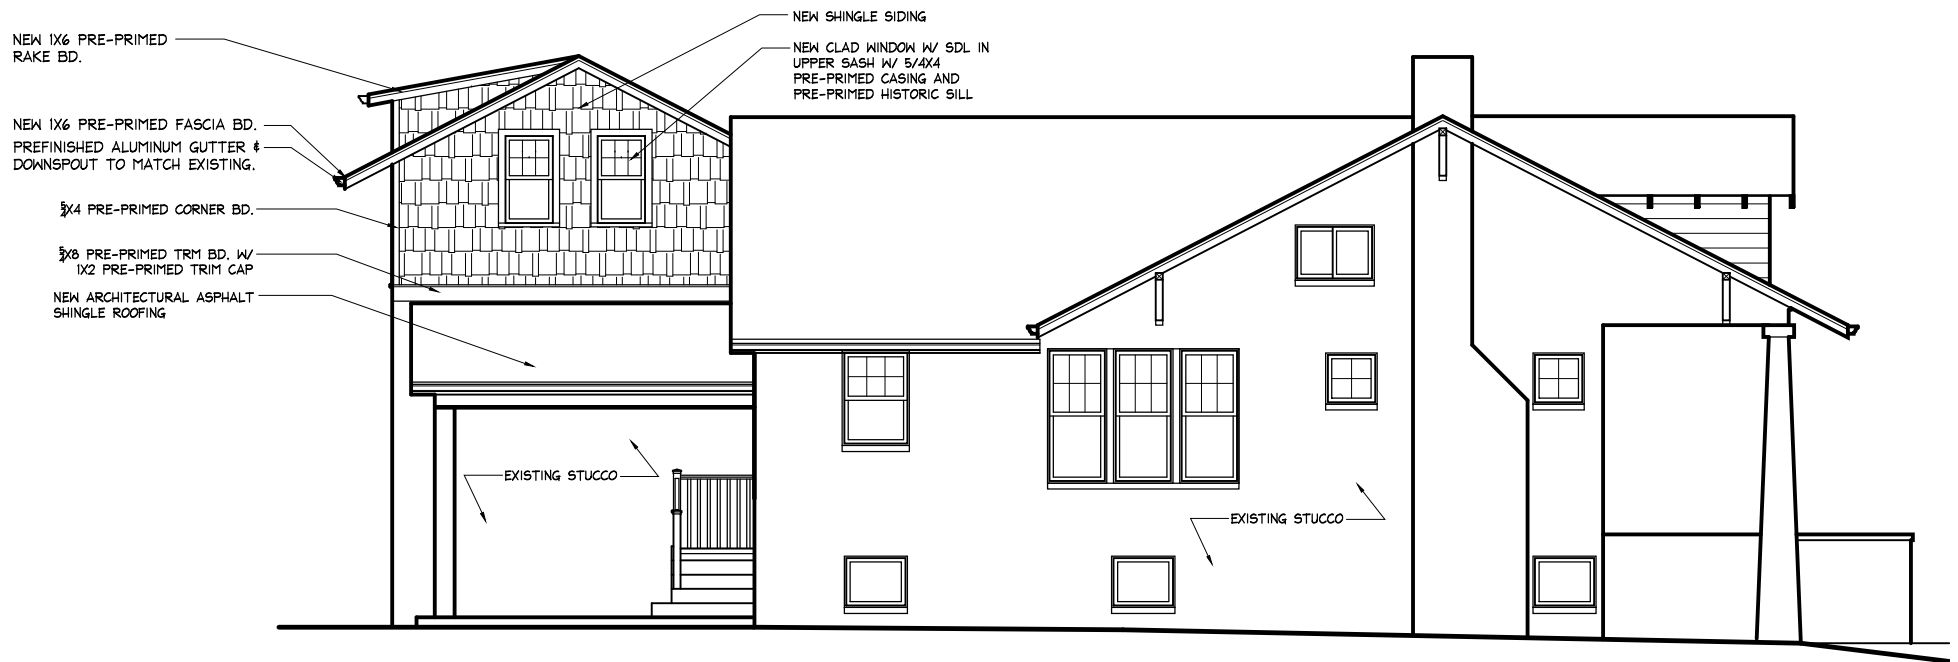 NEW 1X6 PRE-PRIMED
RAKE BD.
NEW 1X6 PRE-PRIMED FASCIA BD.
PREFINISHED ALUMINUM GUTTER &
DOWNSPOUT TO MATCH EXISTING.
5/4X4 PRE-PRIMED CORNER BD.
5/4X8 PRE-PRIMED TRM BD. W/
1X2 PRE-PRIMED TRIM CAP
NEW ARCHITECTURAL ASPHALT
SHINGLE ROOFING
NEW SHINGLE SIDING
NEW CLAD WINDOW W/ SDL IN
UPPER SASH W/ 5/4X4
PRE-PRIMED CASING AND
PRE-PRIMED HISTORIC SILL
EXISTING STUCCO
EXISTING STUCCO